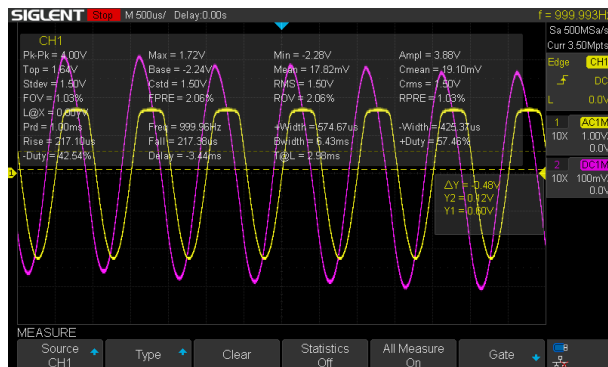 SIGLENT Stop M 500us/ Delay:0.00s f = 999.993Hz
Sa 500MSa/s
Curr 3.50Mpts
CH1
Pk-Pk = 4.00V Max = 1.72V Min = -2.28V Ampl = 3.88V
Top = 1.64V Base = -2.24V Mean = 17.82mV Cmean = 19.10mV
Stdev = 1.50V Cstd = 1.50V RMS = 1.50V Crms = 1.50V
FOV = 1.03% FPRE = 2.06% ROV = 2.06% RPRE = 1.03%
L@X = 0.00V
Prd = 1.00ms Freq = 999.96Hz +Width = 574.67us -Width = 425.37us
Rise = 217.10us Fall = 217.38us Bwidth = 6.43ms +Duty = 57.46%
-Duty = 42.54% Delay = -3.44ms T@L = 2.98ms
Edge CH1
DC
L 0.0V
1 AC1M
10X 1.00V/
0.0V
2 DC1M
10X 100mV/
0.0V
1
ΔY = -0.48V
Y2 = 0.12V
Y1 = 0.60V
MEASURE
Source Type Clear Statistics All Measure Gate
CH1 Off On